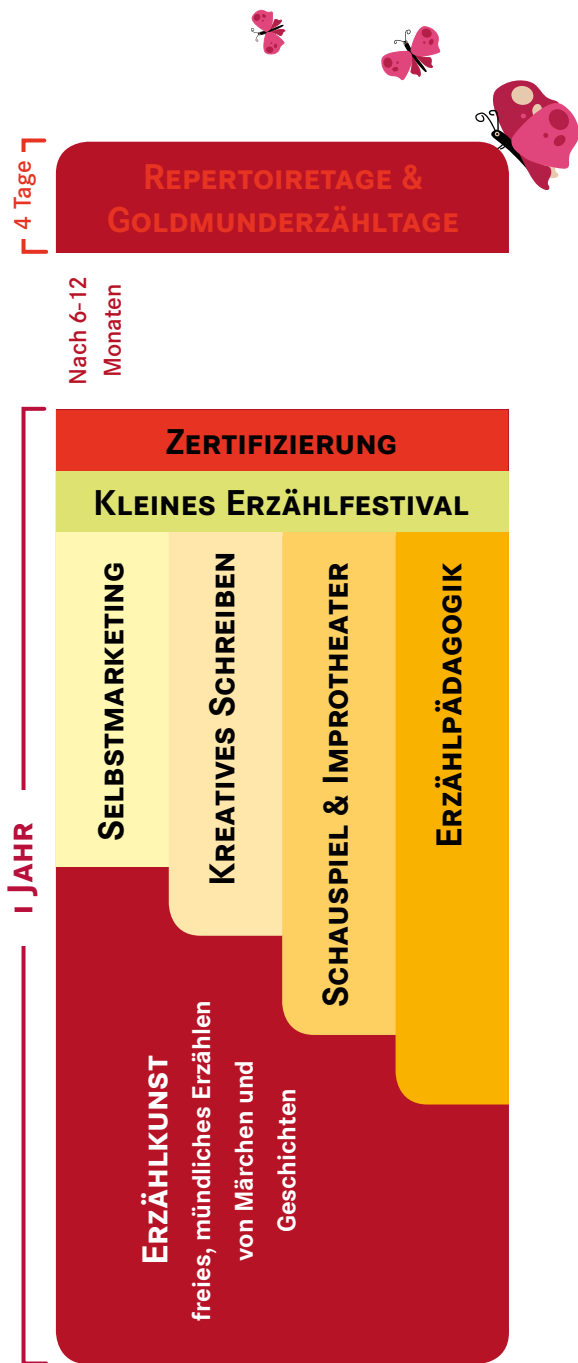 4 Tage
Repertoiretage &
Goldmunderzähltage
Nach 6-12
Monaten
1 Jahr
Zertifizierung
Kleines Erzählfestival
Selbstmarketing
Kreatives Schreiben
Schauspiel & Improtheater
Erzählpädagogik
Erzählkunst
freies, mündliches Erzählen
von Märchen und
Geschichten